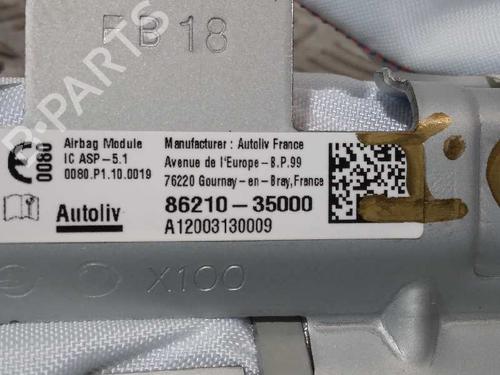 B 18
Airbag Module
IC ASP-5.1
0080.P1.10.0019
0080
Manufacturer : Autoliv France
Avenue de l'Europe - B.P.99
76220 Gournay - en - Bray, France
Autoliv
86210-35000
A12003130009
X100
B-PARTS